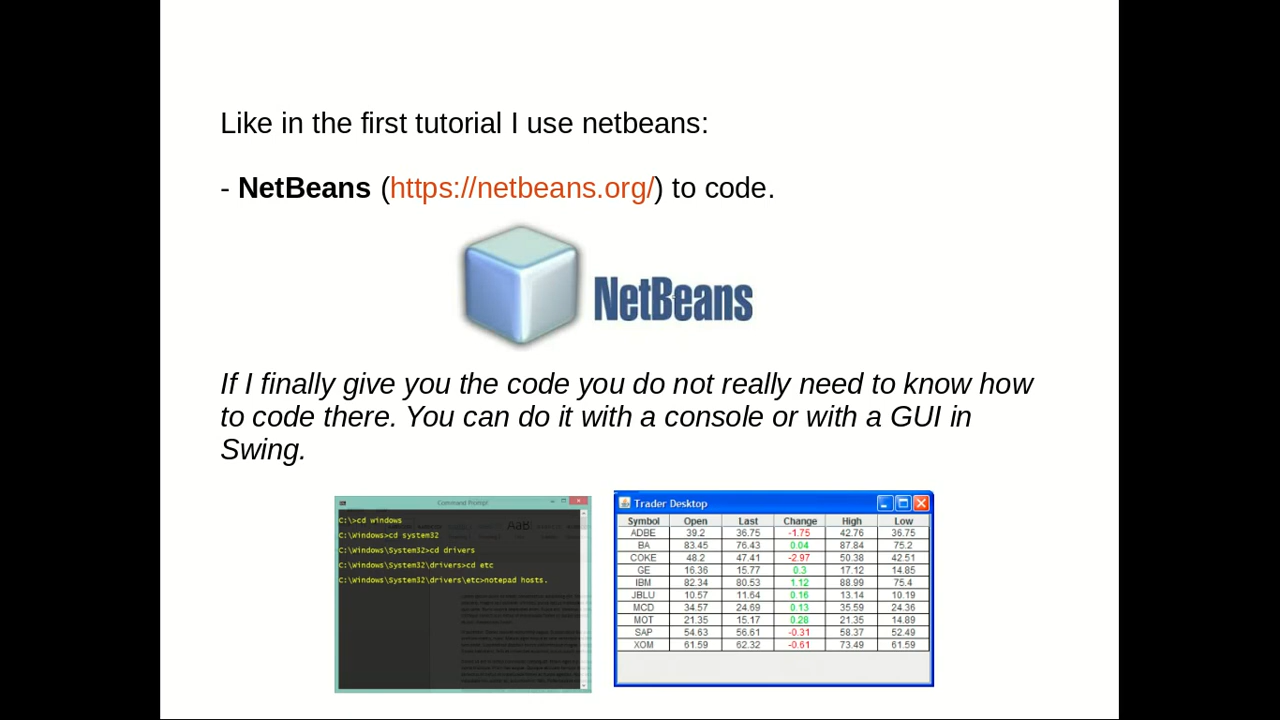 Like in the first tutorial I use netbeans:
- NetBeans (https://netbeans.org/) to code.
NetBeans
If I finally give you the code you do not really need to know how
to code there. You can do it with a console or with a GUI in
Swing.
Command Prompt
C:\>cd windows
C:\Windows>cd system32
C:\Windows\System32>cd drivers
C:\Windows\System32\drivers>cd etc
C:\Windows\System32\drivers\etc>notepad hosts.
AaB
Trader Desktop
Symbol Open Last Change High Low
ADBE 39.2 36.75 -1.75 42.76 36.75
BA 83.45 76.43 0.04 87.84 75.2
COKE 48.2 47.41 -2.97 50.38 42.51
GE 16.36 15.77 0.3 17.12 14.85
IBM 82.34 80.53 1.12 88.99 75.4
JBLU 10.57 11.64 0.16 13.14 10.19
MCD 34.57 24.69 0.13 35.59 24.36
MOT 21.35 15.17 0.28 21.35 14.89
SAP 54.63 56.61 -0.31 58.37 52.49
XOM 61.59 62.32 -0.61 73.49 61.59